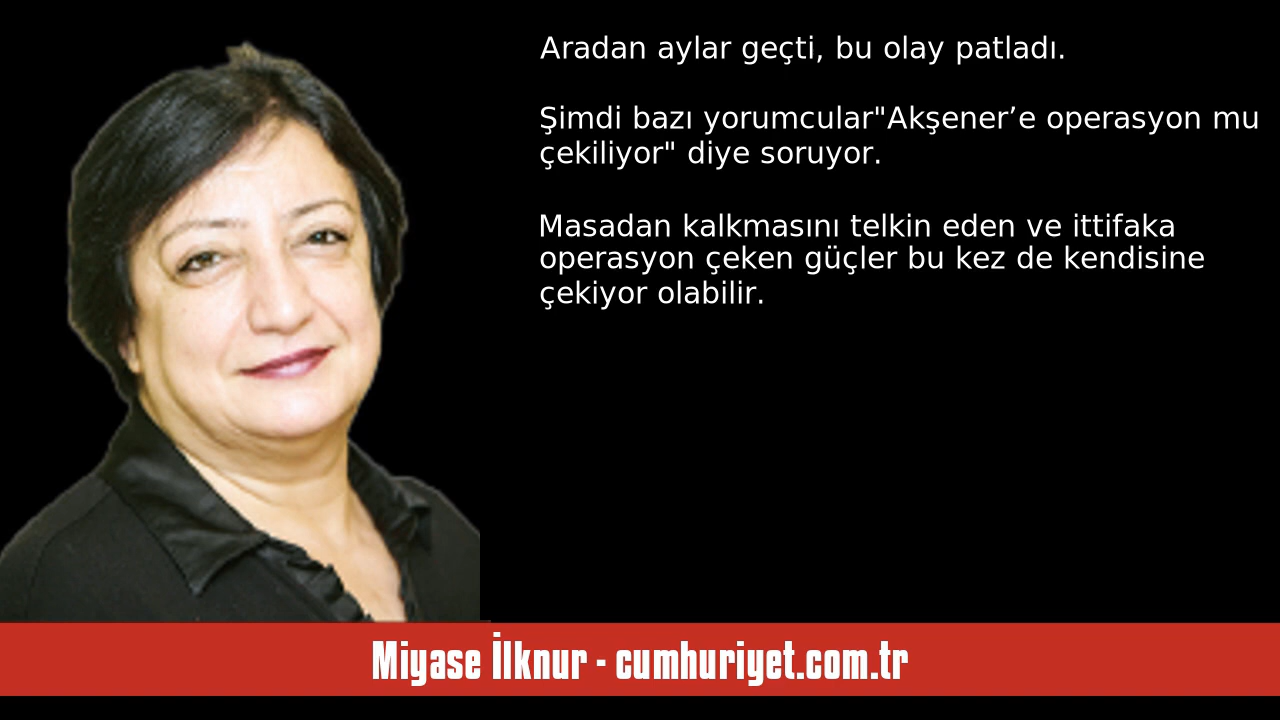 Aradan aylar geçti, bu olay patladı.
Şimdi bazı yorumcular"Akşener’e operasyon mu
çekiliyor" diye soruyor.
Masadan kalkmasını telkin eden ve ittifaka
operasyon çeken güçler bu kez de kendisine
çekiyor olabilir.
Miyase İlknur - cumhuriyet.com.tr